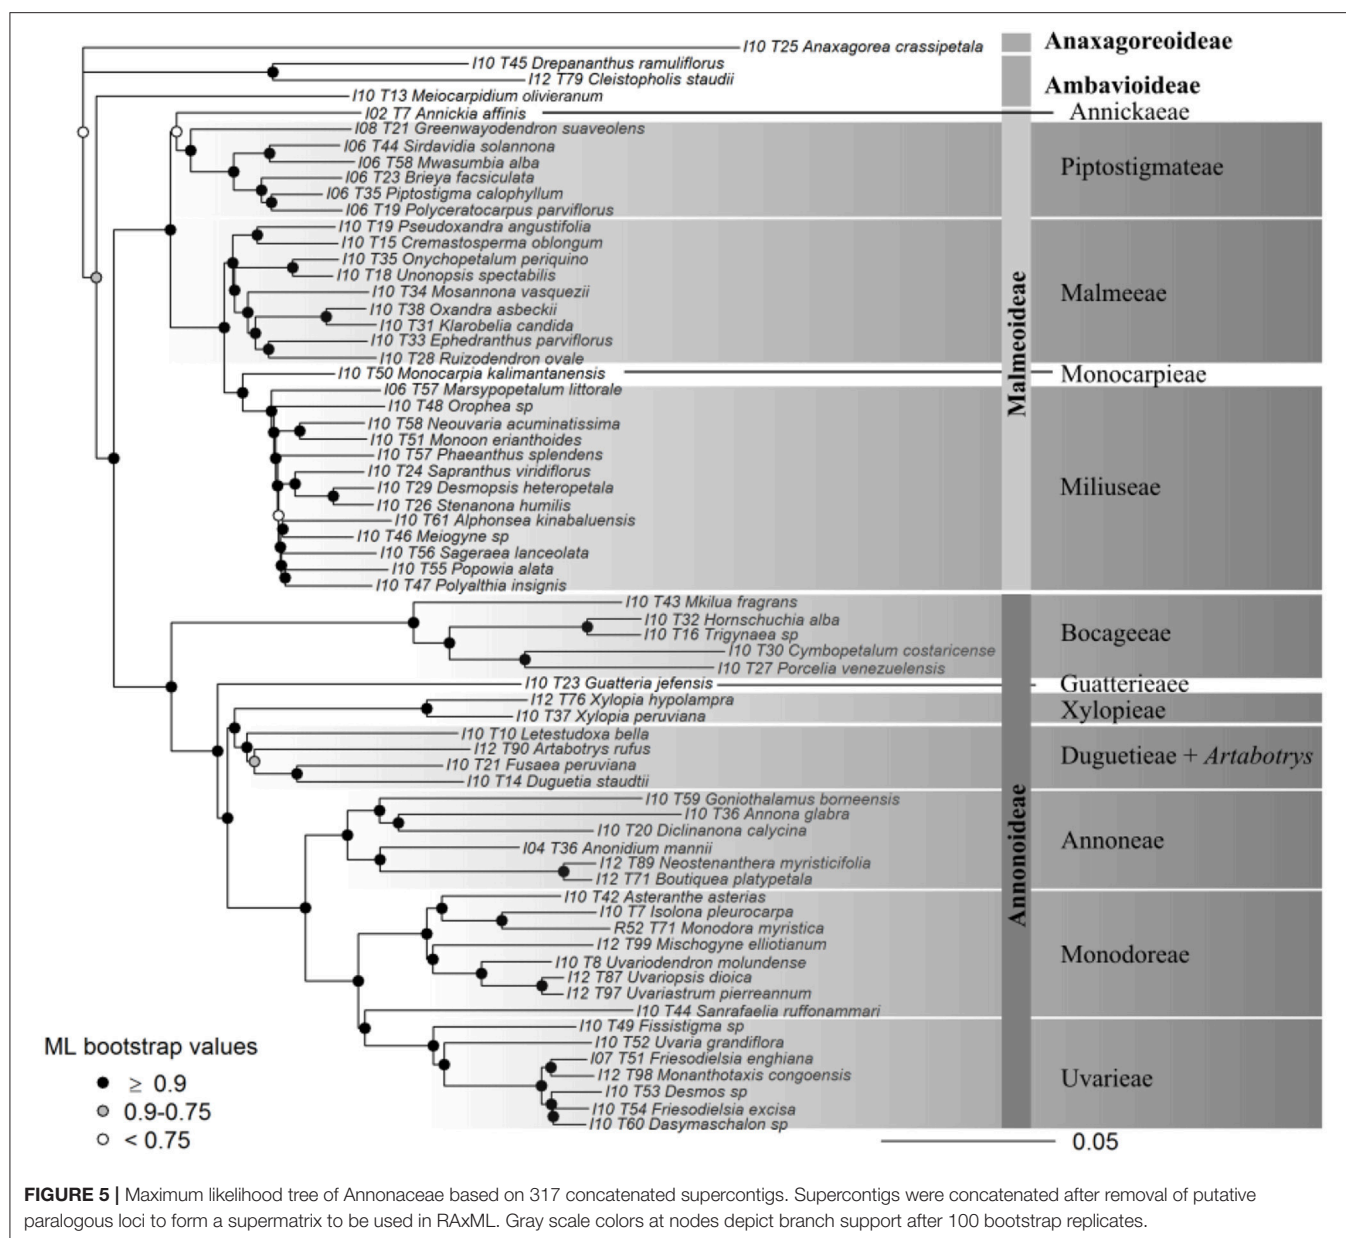 I10 T25 Anaxagorea crassipetala
Anaxagoreoideae
I10 T45 Drepananthus ramuliflorus
I12 T79 Cleistopholis staudii
Ambavioideae
I10 T13 Meiocarpidium olivieranum
I02 T7 Annickia affinis
Annickaeae
I08 T21 Greenwayodendron suaveolens
I06 T44 Sirdavidia solannona
I06 T58 Mwasumbia alba
Piptostigmateae
I06 T23 Brieya facsiculata
I06 T35 Piptostigma calophyllum
I06 T19 Polyceratocarpus parviflorus
I10 T19 Pseudoxandra angustifolia
I10 T15 Cremastosperma oblongum
I10 T35 Onychopetalum periquino
I10 T18 Unonopsis spectabilis
I10 T34 Mosannona vasquezii
Malmeeae
I10 T38 Oxandra asbeckii
I10 T31 Klarobelia candida
I10 T33 Ephedranthus parviflorus
I10 T28 Ruizodendron ovale
Malmeoideae
I10 T50 Monocarpia kalimantanensis
Monocarpieae
I06 T57 Marsypopetalum littorale
I10 T48 Orophea sp
I10 T58 Neouvaria acuminatissima
I10 T51 Monoon erianthoides
I10 T57 Phaeanthus splendens
I10 T24 Sapranthus viridiflorus
I10 T29 Desmopsis heteropetala
Miliuseae
I10 T26 Stenanona humilis
I10 T61 Alphonsea kinabaluensis
I10 T46 Meiogyne sp
I10 T56 Sageraea lanceolata
I10 T55 Popowia alata
I10 T47 Polyalthia insignis
I10 T43 Mkilua fragrans
I10 T32 Hornschuchia alba
I10 T16 Trigynaea sp
Bocageeae
I10 T30 Cymbopetalum costaricense
I10 T27 Porcelia venezuelensis
I10 T23 Guatteria jefensis
Guatterieaee
I12 T76 Xylopia hypolampra
Xylopieae
I10 T37 Xylopia peruviana
I10 T10 Letestudoxa bella
I12 T90 Artabotrys rufus
Duguetieae + Artabotrys
I10 T21 Fusaea peruviana
I10 T14 Duguetia staudtii
I10 T59 Goniothalamus borneensis
I10 T36 Annona glabra
I10 T20 Diclinanona calycina
Annoneae
Annonoideae
I04 T36 Anonidium mannii
I12 T89 Neostenanthera myristicifolia
I12 T71 Boutiquea platypetala
I10 T42 Asteranthe asterias
I10 T7 Isolona pleurocarpa
R52 T71 Monodora myristica
I12 T99 Mischogyne elliotianum
Monodoreae
I10 T8 Uvariodendron molundense
I12 T87 Uvariopsis dioica
I12 T97 Uvariastrum pierreannum
I10 T44 Sanrafaelia ruffonammari
I10 T49 Fissistigma sp
I10 T52 Uvaria grandiflora
I07 T51 Friesodielsia enghiana
I12 T98 Monanthotaxis congoensis
Uvarieae
I10 T53 Desmos sp
I10 T54 Friesodielsia excisa
I10 T60 Dasymaschalon sp
ML bootstrap values
≥ 0.9
0.9-0.75
< 0.75
0.05
FIGURE 5 | Maximum likelihood tree of Annonaceae based on 317 concatenated supercontigs. Supercontigs were concatenated after removal of putative
paralogous loci to form a supermatrix to be used in RAxML. Gray scale colors at nodes depict branch support after 100 bootstrap replicates.